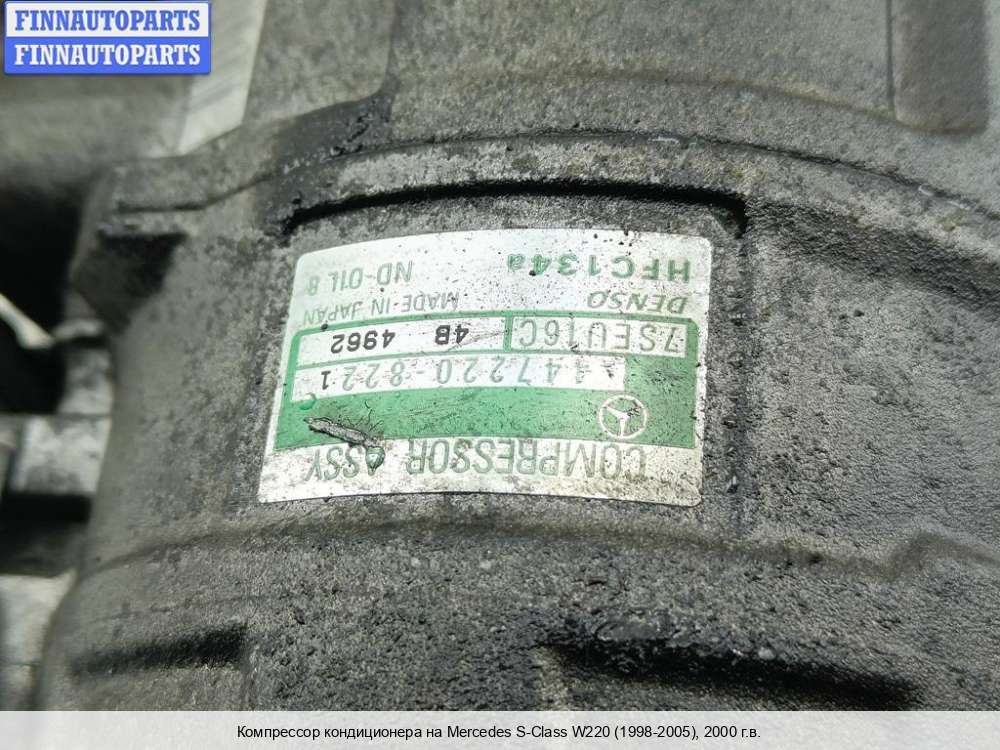 FINNAUTOPARTS
FINNAUTOPARTS
COMPRESSOR ASSY
447220-8221 C
7SEU16C 4B 4962
DENSO MADE IN JAPAN
HFC134a ND-OIL 8
Компрессор кондиционера на Mercedes S-Class W220 (1998-2005), 2000 г.в.